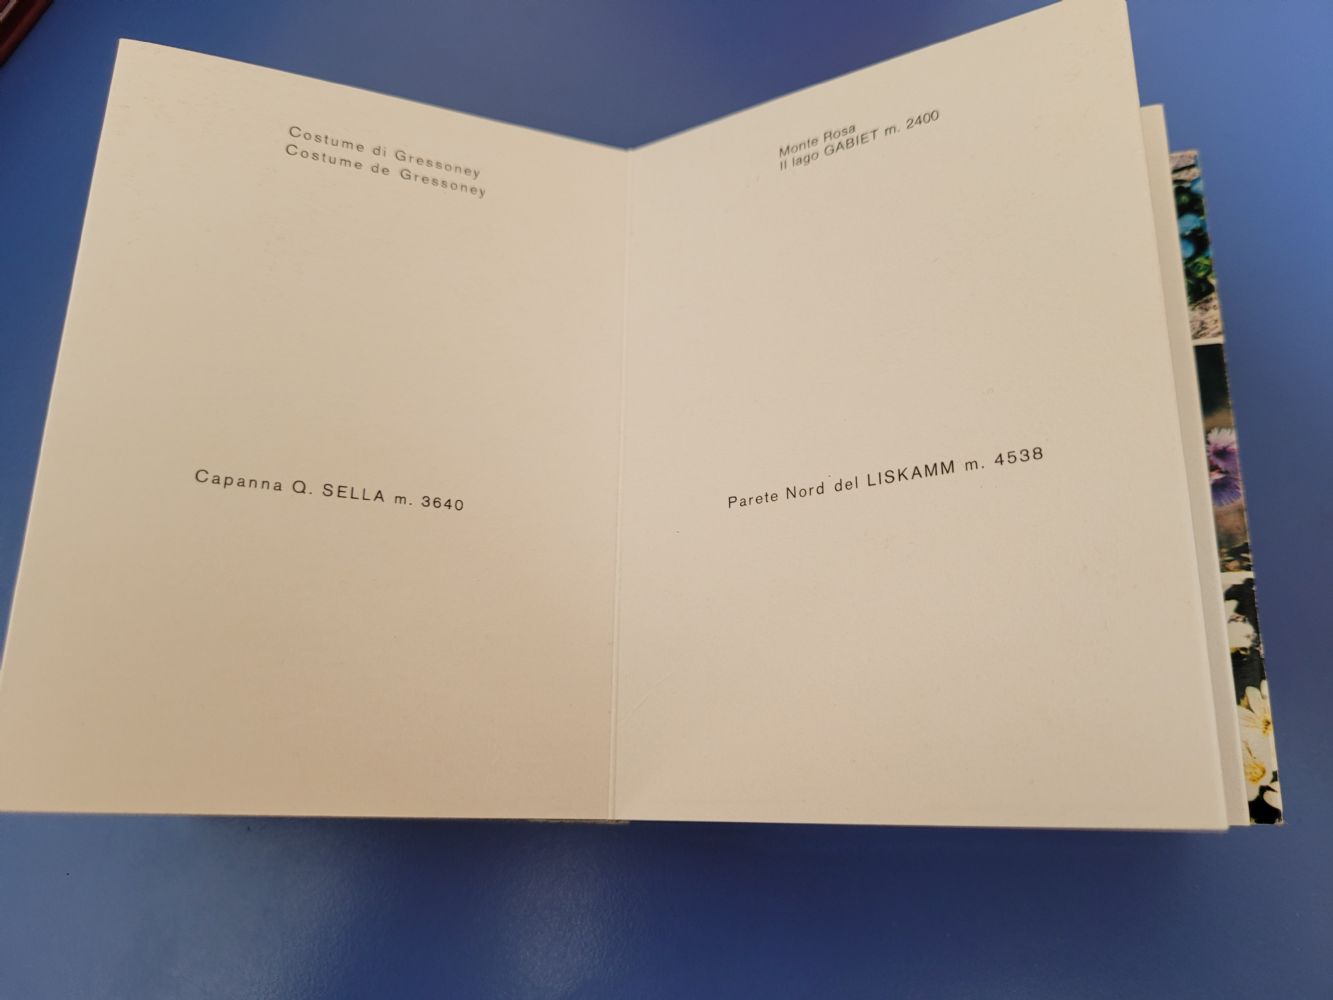 Costume di Gressoney
Costume de Gressoney
Capanna Q. SELLA m. 3640
Monte Rosa
Il lago GABIET m. 2400
Parete Nord del LISKAMM m. 4538